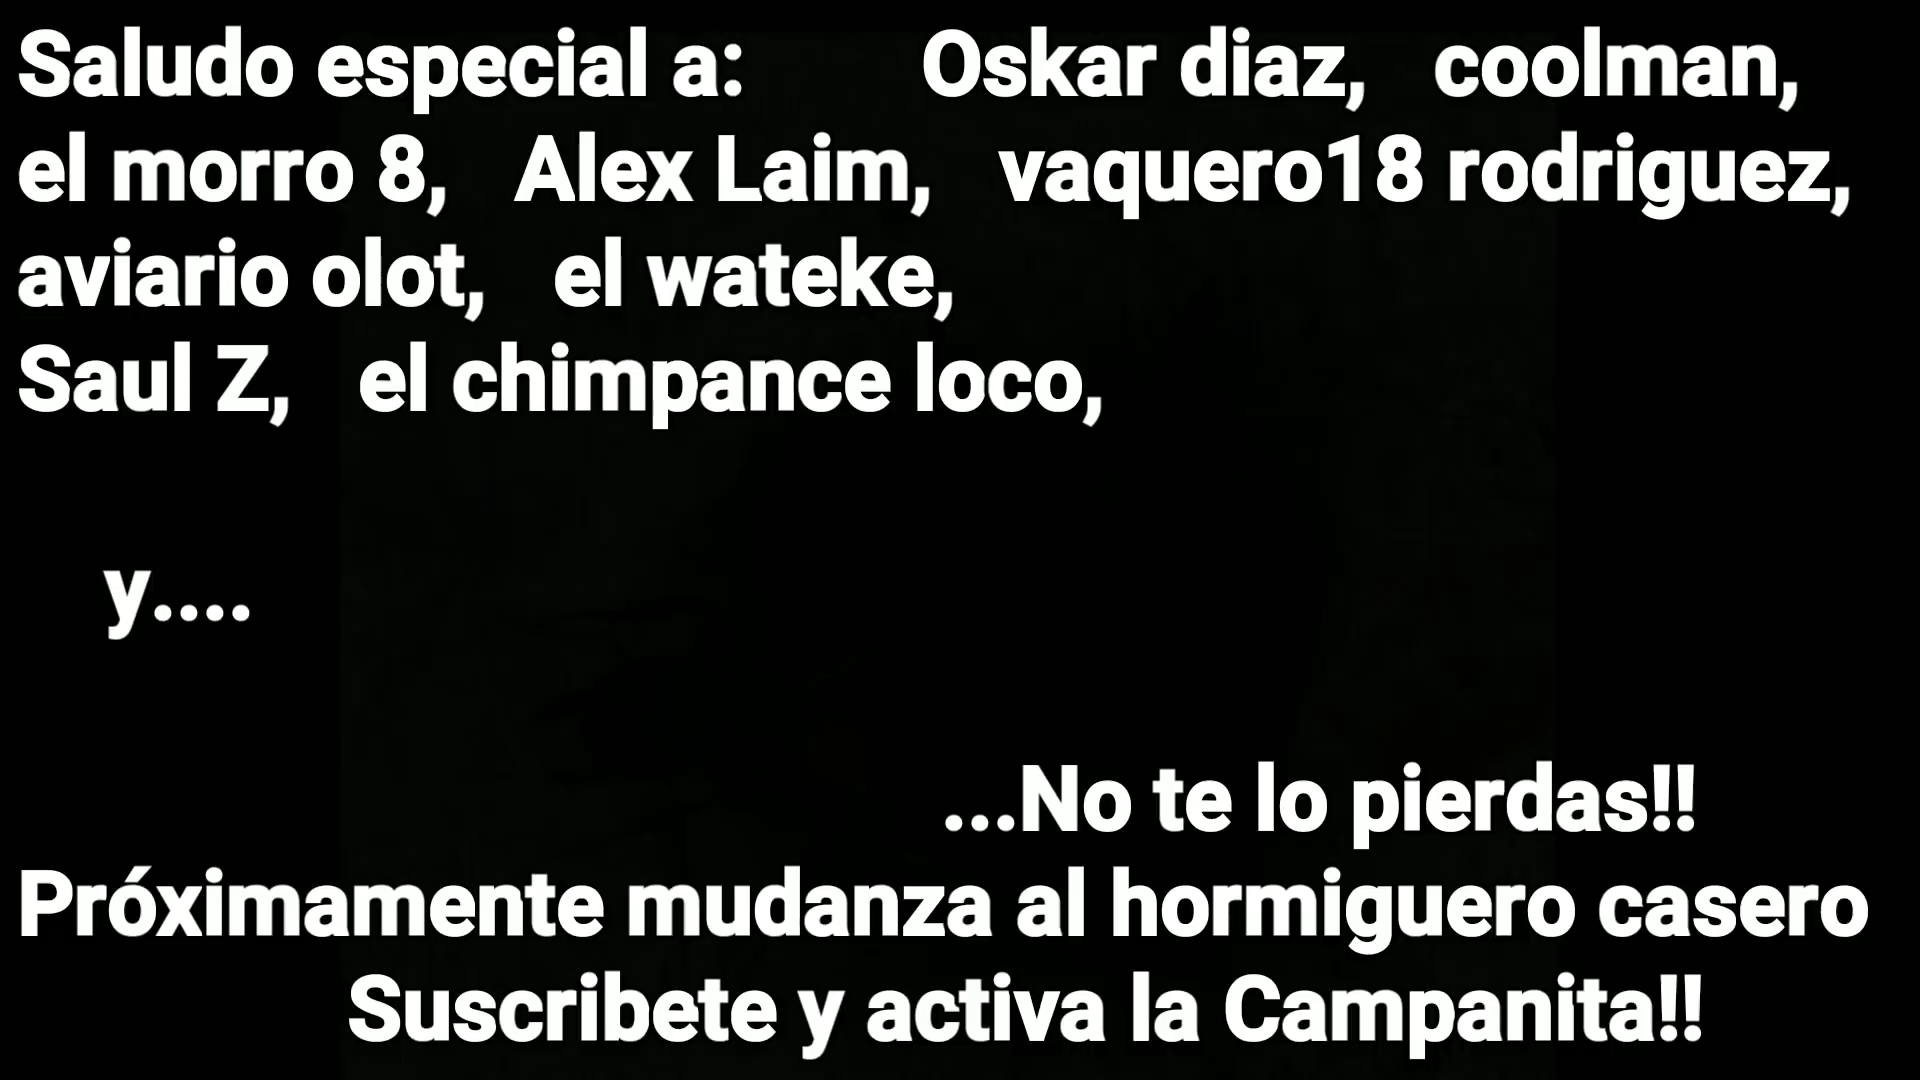 Saludo especial a: Oskar diaz, coolman,
el morro 8, Alex Laim, vaquero18 rodriguez,
aviario olot, el wateke,
Saul Z, el chimpance loco,
y....
...No te lo pierdas!!
Próximamente mudanza al hormiguero casero
Suscribete y activa la Campanita!!